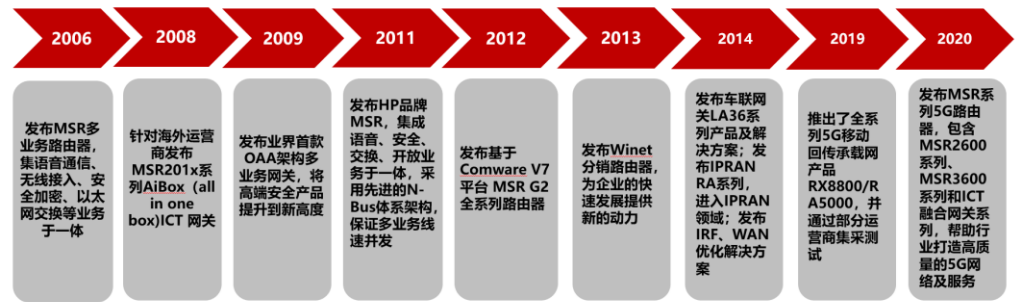 2006
2008
2009
2011
2012
2013
2014
2019
2020
发布MSR多
业务路由器，
集语音通信、
无线接入、安
全加密、以太
网交换等业务
于一体
针对海外运营
商发布
MSR201x系
列AiBox（all
in one
box)ICT 网关
发布业界首款
OAA架构多
业务网关，将
高端安全产品
提升到新高度
发布HP品牌
MSR，集成
语音、安全、
交换、开放业
务于一体，采
用先进的N-
Bus体系架构，
保证多业务线
速并发
发布基于
Comware V7
平台 MSR G2
全系列路由器
发布Winet
分销路由器，
为企业的快
速发展提供
新的动力
发布车联网
关LA36系
列产品及解
决方案；发
布IPRAN
RA系列，
进入IPRAN
领域；发布
IRF、WAN
优化解决方
案
推出了全系
列5G移动
回传承载网
产品
RX8800/R
A5000，并
通过部分运
营商集采测
试
发布MSR系
列5G路由
器，包含
MSR2600
系列、
MSR3600
系列和ICT
融合网关系
列，帮助行
业打造高质
量的5G网
络及服务